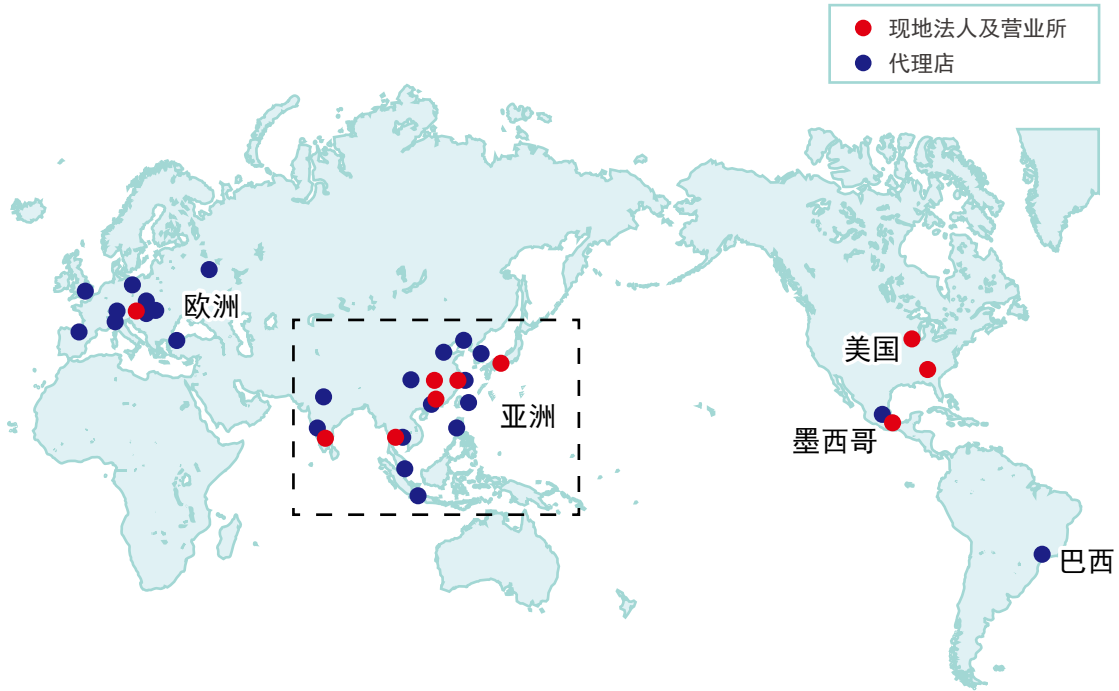 现地法人及营业所
代理店
欧洲
美国
亚洲
墨西哥
巴西